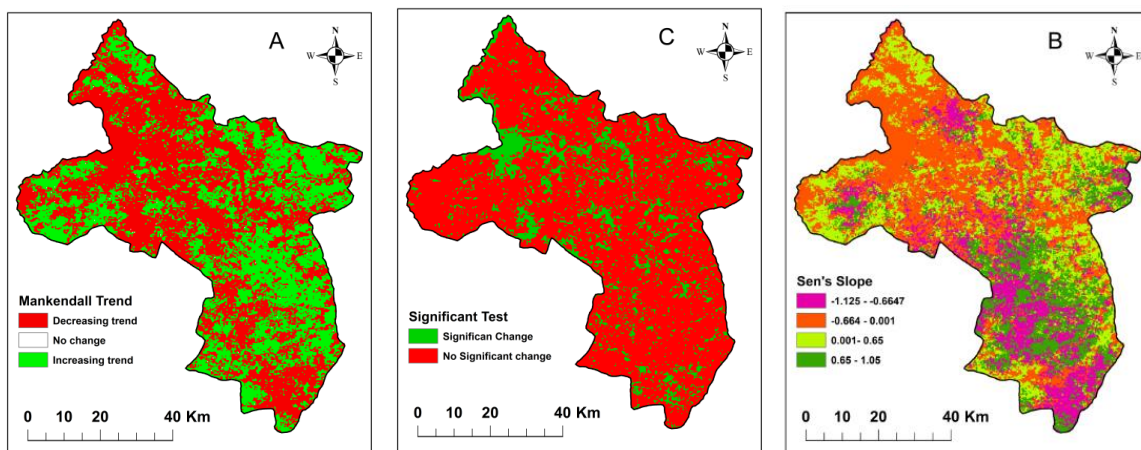 A
N
W E
S
Mankendall Trend
Decreasing trend
No change
Increasing trend
0 10 20 40 Km
C
N
W E
S
Significant Test
Significan Change
No Significant change
0 10 20 40 Km
B
N
W E
S
Sen's Slope
-1.125 - -0.6647
-0.664 - 0.001
0.001- 0.65
0.65 - 1.05
0 10 20 40 Km